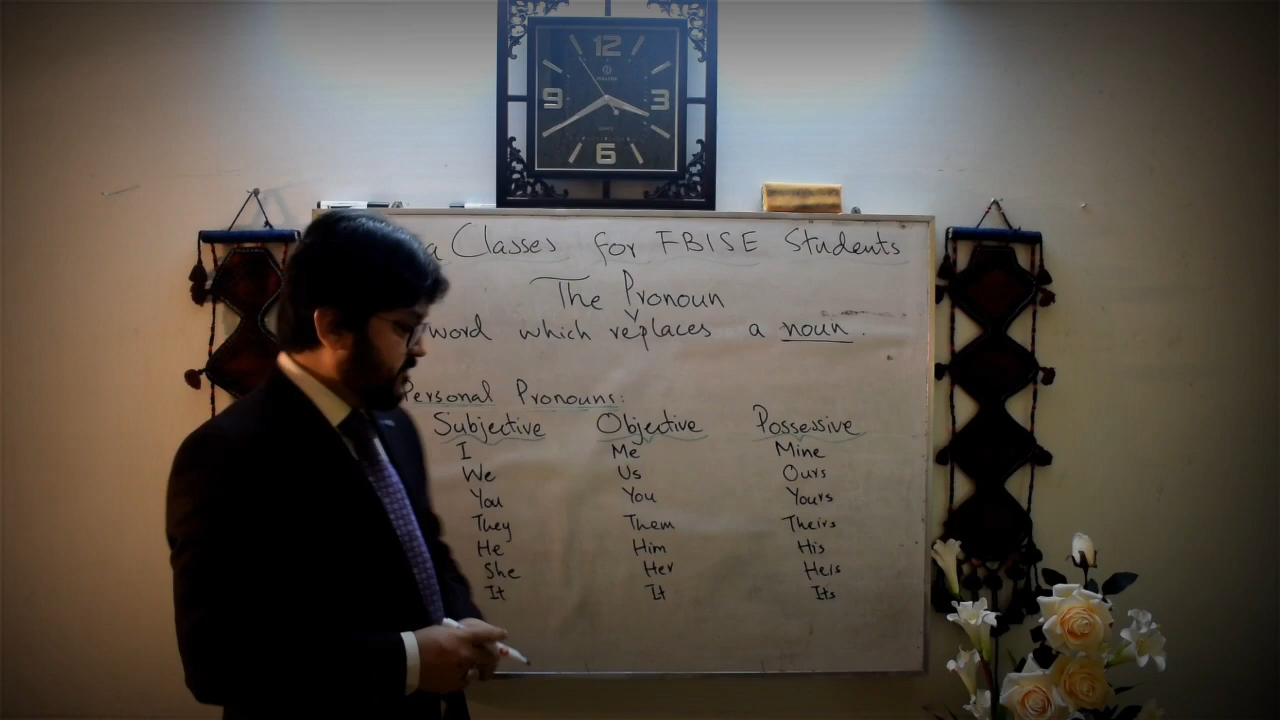 12
3
9
6
QUARTZ
Classes for FBISE Students
The Pronoun
word which replaces a noun.
Personal Pronouns:
Subjective Objective Possessive
I Me Mine
We Us Ours
You You Yours
They Them Theirs
He Him His
She Her Hers
It It Its